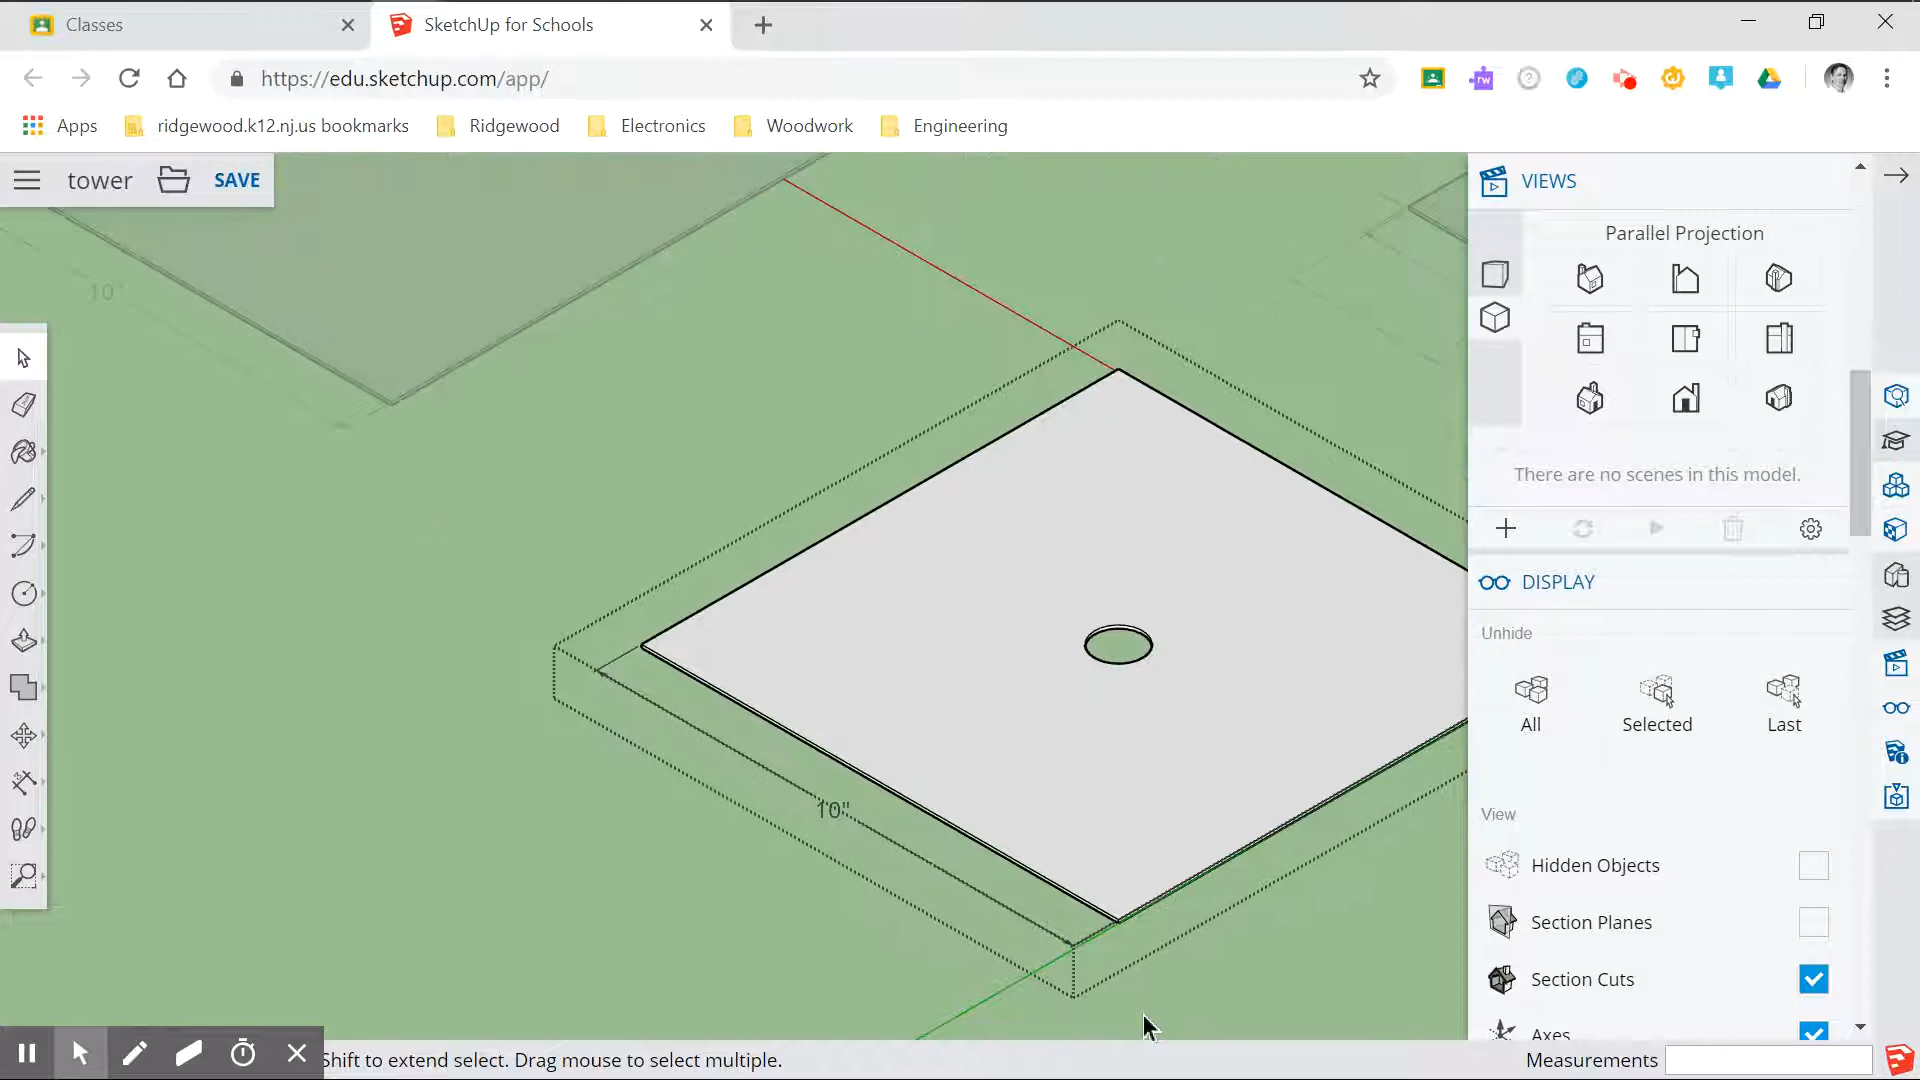 Classes
SketchUp for Schools
https://edu.sketchup.com/app/
rw
Apps
ridgewood.k12.nj.us bookmarks
Ridgewood
Electronics
Woodwork
Engineering
tower
SAVE
VIEWS
Parallel Projection
10"
There are no scenes in this model.
DISPLAY
Unhide
All
Selected
Last
10"
View
Hidden Objects
Section Planes
Section Cuts
Axes
Shift to extend select. Drag mouse to select multiple.
Measurements